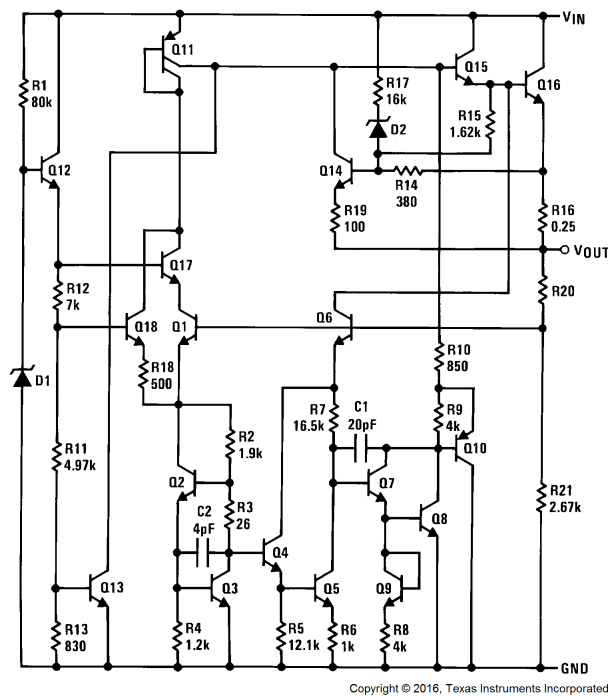 VIN
Q11
Q15
Q16
R1
80k
R17
16k
R15
1.62k
D2
Q12
Q14
R14
380
R19
100
R16
0.25
VOUT
Q17
R12
7k
R20
Q18
Q1
Q6
R18
500
R10
850
D1
R7
16.5k
C1
20pF
R9
4k
Q10
R2
1.9k
R11
4.97k
Q2
R3
26
Q7
R21
2.67k
C2
4pF
Q8
Q4
Q13
Q3
Q5
Q9
R13
830
R4
1.2k
R5
12.1k
R6
1k
R8
4k
GND
Copyright © 2016, Texas Instruments Incorporated